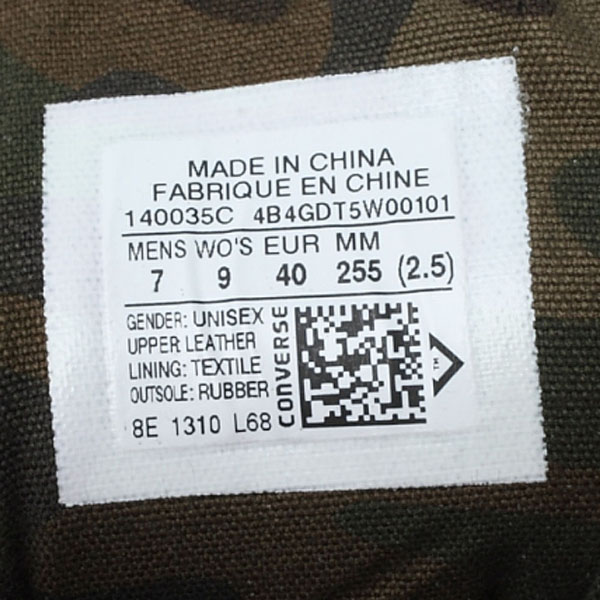 MADE IN CHINA
FABRIQUE EN CHINE
140035C 4B4GDT5W00101
MENS WO'S EUR MM
7 9 40 255 (2.5)
GENDER: UNISEX
UPPER: LEATHER
LINING: TEXTILE
OUTSOLE: RUBBER
8E 1310 L68
CONVERSE
TM